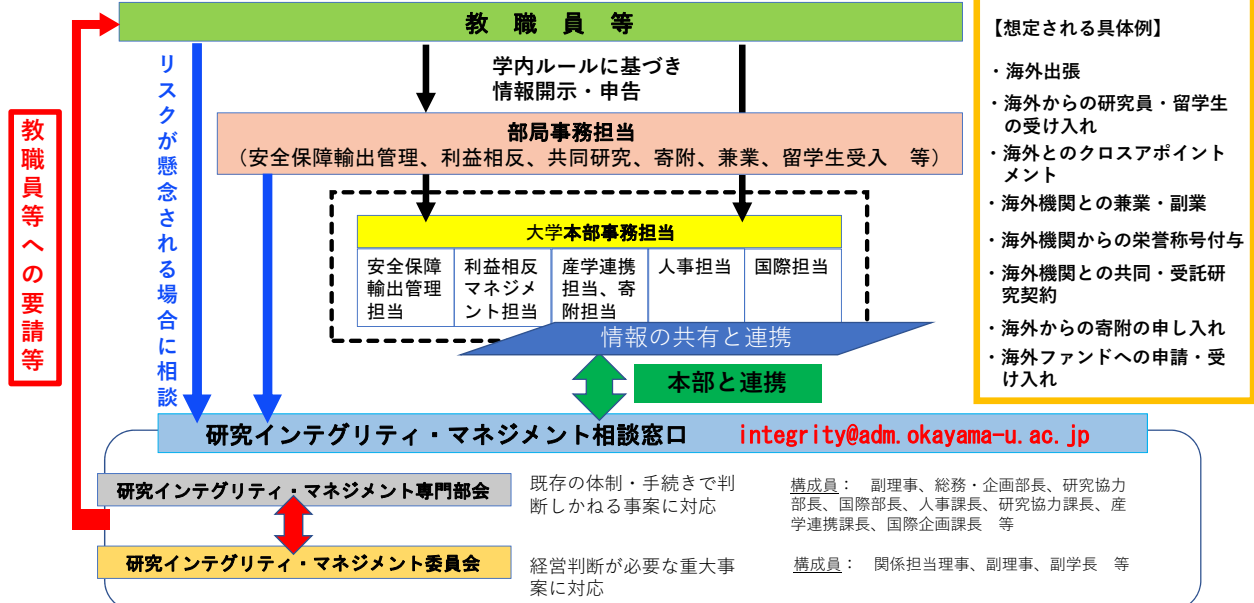 教 職 員 等
学内ルールに基づき
情報開示・申告
リスクが懸念される場合に相談
教職員等への要請等
部局事務担当
（安全保障輸出管理、利益相反、共同研究、寄附、兼業、留学生受入　等）
大学本部事務担当
安全保障
輸出管理
担当
利益相反
マネジメ
ント担当
産学連携
担当、寄
附担当
人事担当
国際担当
情報の共有と連携
本部と連携
【想定される具体例】
・海外出張
・海外からの研究員・留学生
の受け入れ
・海外とのクロスアポイント
メント
・海外機関との兼業・副業
・海外機関からの栄誉称号付与
・海外機関との共同・受託研
究契約
・海外からの寄附の申し入れ
・海外ファンドへの申請・受
け入れ
研究インテグリティ・マネジメント相談窓口　integrity@adm.okayama-u.ac.jp
研究インテグリティ・マネジメント専門部会
既存の体制・手続きで判
断しかねる事案に対応
構成員：　副理事、総務・企画部長、研究協力
部長、国際部長、人事課長、研究協力課長、産
学連携課長、国際企画課長　等
研究インテグリティ・マネジメント委員会
経営判断が必要な重大事
案に対応
構成員：　関係担当理事、副理事、副学長　等